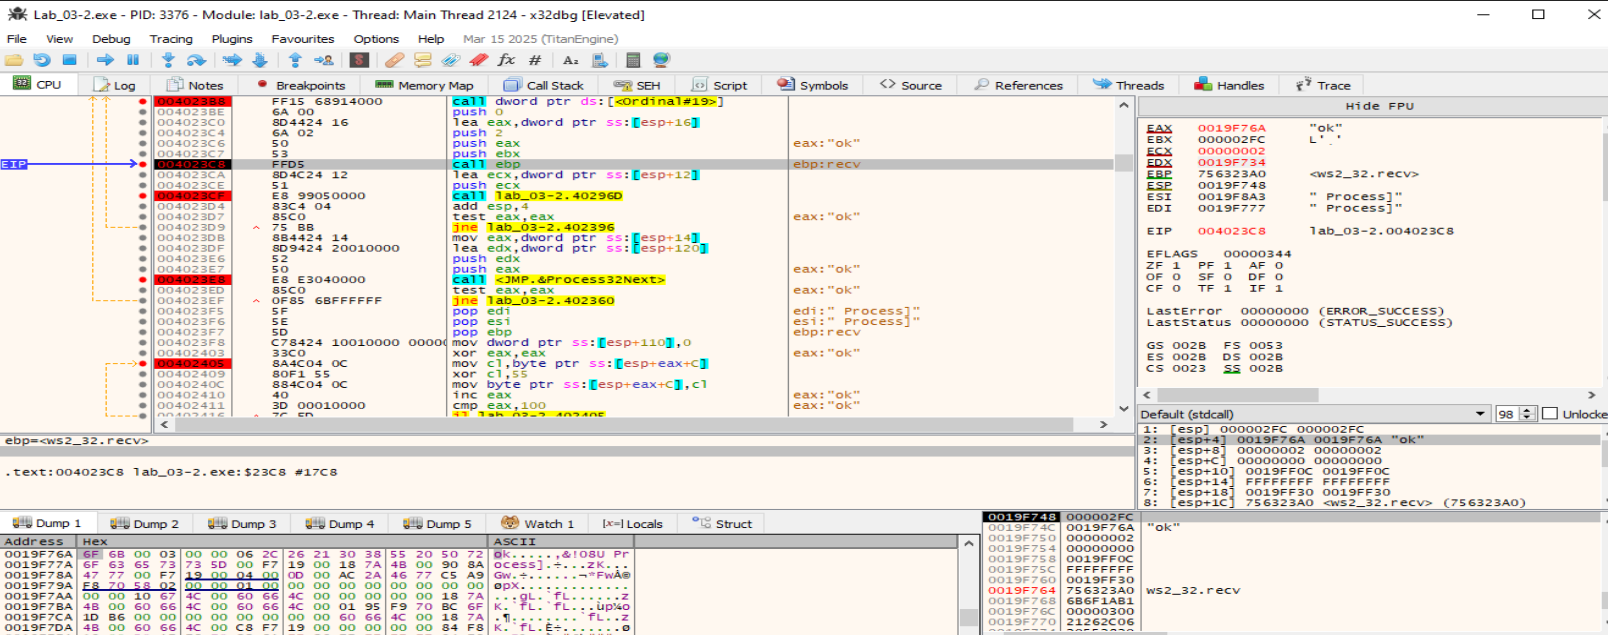 Lab_03-2.exe - PID: 3376 - Module: lab_03-2.exe - Thread: Main Thread 2124 - x32dbg [Elevated]
File View Debug Tracing Plugins Favourites Options Help Mar 15 2025 (TitanEngine)
CPU Log Notes Breakpoints Memory Map Call Stack SEH Script Symbols Source References Threads Handles Trace
004023B8 FF15 68914000 call dword ptr ds:[<Ordinal#19>]
004023BE 6A 00 push 0
004023C0 8D4424 16 lea eax,dword ptr ss:[esp+16]
004023C4 6A 02 push 2
004023C6 50 push eax eax:"ok"
004023C7 53 push ebx
EIP 004023C8 FFD5 call ebp ebp:recv
004023CA 8D4C24 12 lea ecx,dword ptr ss:[esp+12]
004023CE 51 push ecx
004023CF E8 99050000 call lab_03-2.40296D
004023D4 83C4 04 add esp,4
004023D7 85C0 test eax,eax eax:"ok"
004023D9 75 BB jne lab_03-2.402396
004023DB 8B4424 14 mov eax,dword ptr ss:[esp+14]
004023DF 8D9424 20010000 lea edx,dword ptr ss:[esp+120]
004023E6 52 push edx
004023E7 50 push eax eax:"ok"
004023E8 E8 E3040000 call <JMP.&Process32Next>
004023ED 85C0 test eax,eax eax:"ok"
004023EF 0F85 6BFFFFFF jne lab_03-2.402360
004023F5 5F pop edi edi:" Process]"
004023F6 5E pop esi esi:" Process]"
004023F7 5D pop ebp ebp:recv
004023F8 C78424 10010000 0000 mov dword ptr ss:[esp+110],0
00402403 33C0 xor eax,eax eax:"ok"
00402405 8A4C04 0C mov cl,byte ptr ss:[esp+eax+C]
00402409 80F1 55 xor cl,55
0040240C 884C04 0C mov byte ptr ss:[esp+eax+C],cl
00402410 40 inc eax eax:"ok"
00402411 3D 00010000 cmp eax,100 eax:"ok"
00402416 7C ED jl lab_03-2.402405
ebp=<ws2_32.recv>
.text:004023C8 lab_03-2.exe:$23C8 #17C8
Hide FPU
EAX 0019F76A "ok"
EBX 000002FC L'.'
ECX 00000002
EDX 0019F734
EBP 756323A0 <ws2_32.recv>
ESP 0019F748
ESI 0019F8A3 " Process]"
EDI 0019F777 " Process]"
EIP 004023C8 lab_03-2.004023C8
EFLAGS 00000344
ZF 1 PF 1 AF 0
OF 0 SF 0 DF 0
CF 0 TF 1 IF 1
LastError 00000000 (ERROR_SUCCESS)
LastStatus 00000000 (STATUS_SUCCESS)
GS 002B FS 0053
ES 002B DS 002B
CS 0023 SS 002B
Default (stdcall) 98 Unlocke
1: [esp] 000002FC 000002FC
2: [esp+4] 0019F76A 0019F76A "ok"
3: [esp+8] 00000002 00000002
4: [esp+C] 00000000 00000000
5: [esp+10] 0019FF0C 0019FF0C
6: [esp+14] FFFFFFFF FFFFFFFF
7: [esp+18] 0019FF30 0019FF30
8: [esp+1C] 756323A0 <ws2_32.recv> (756323A0)
Dump 1 Dump 2 Dump 3 Dump 4 Dump 5 Watch 1 [x=] Locals Struct
Address Hex ASCII
0019F76A 6F 6B 00 03 00 00 06 2C 26 21 30 38 55 20 50 72 ok.....,&!08U Pr
0019F77A 6F 63 65 73 73 5D 00 F7 19 00 18 7A 4B 00 90 8A ocess].÷...zK...
0019F78A 47 77 00 F7 19 00 04 00 0D 00 AC 2A 46 77 C5 A9 Gw.÷......¬*FwÅ©
0019F79A F8 70 58 02 00 00 01 00 00 00 00 00 00 00 00 00 øpX.............
0019F7AA 00 00 10 67 4C 00 60 66 4C 00 00 00 00 00 18 7A ...gL.`fL......z
0019F7BA 4B 00 60 66 4C 00 60 66 4C 00 01 95 F9 70 BC 6F K.`fL.`fL...ùp¼o
0019F7CA 1D B6 00 00 00 00 00 00 00 00 60 66 4C 00 18 7A .¶........`fL..z
0019F7DA 4B 00 60 66 4C 00 C8 F7 19 00 00 00 00 00 84 F8 K.`fL.È÷.......ø
0019F748 000002FC
0019F74C 0019F76A "ok"
0019F750 00000002
0019F754 00000000
0019F758 0019FF0C
0019F75C FFFFFFFF
0019F760 0019FF30
0019F764 756323A0 ws2_32.recv
0019F768 6B6F1AB1
0019F76C 00000300
0019F770 21262C06